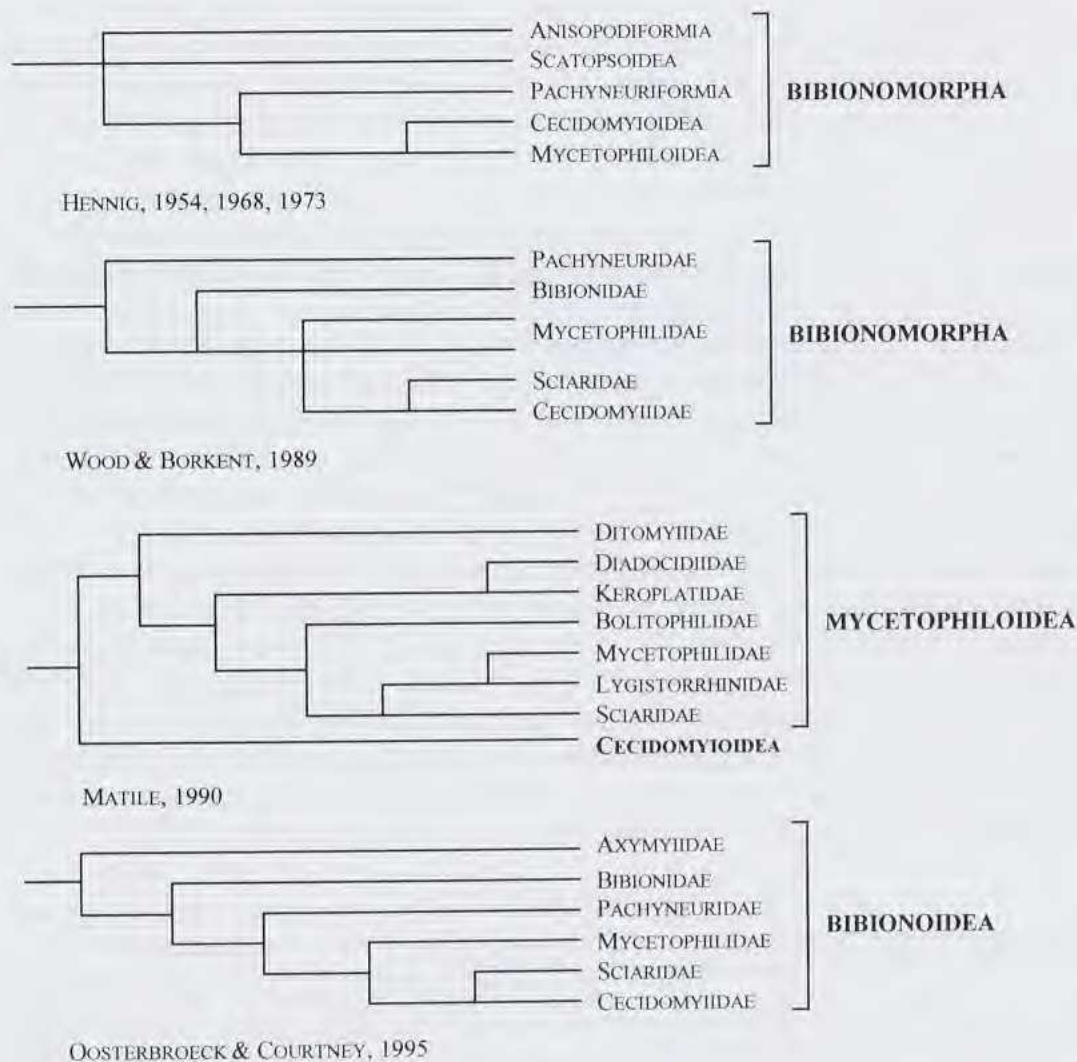 ANISOPODIFORMIA
SCATOPSOIDEA
PACHYNEURIFORMIA
CECIDOMYIOIDEA
MYCETOPHILOIDEA
BIBIONOMORPHA
HENNIG, 1954, 1968, 1973
PACHYNEURIDAE
BIBIONIDAE
MYCETOPHILIDAE
SCIARIDAE
CECIDOMYIIDAE
BIBIONOMORPHA
WOOD & BORKENT, 1989
DITOMYIIDAE
DIADOCIDIIDAE
KEROPLATIDAE
BOLITOPHILIDAE
MYCETOPHILIDAE
LYGISTORRHINIDAE
SCIARIDAE
CECIDOMYIOIDEA
MYCETOPHILOIDEA
MATILE, 1990
AXYMYIIDAE
BIBIONIDAE
PACHYNEURIDAE
MYCETOPHILIDAE
SCIARIDAE
CECIDOMYIIDAE
BIBIONOIDEA
OOSTERBROECK & COURTNEY, 1995